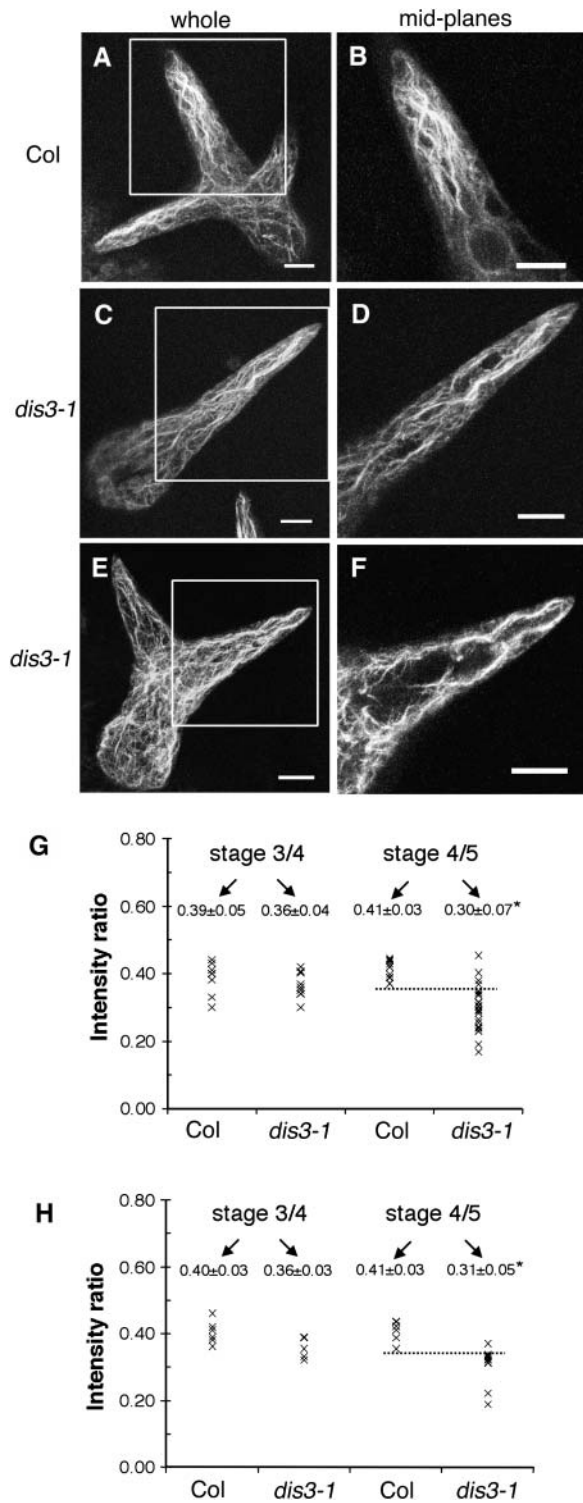 whole mid-planes
A B
Col
C D
dis3-1
E F
dis3-1
G
0.80
stage 3/4 stage 4/5
0.60
0.39±0.05 0.36±0.04 0.41±0.03 0.30±0.07*
Intensity ratio
0.40
0.20
0.00
Col dis3-1 Col dis3-1
H
0.80
stage 3/4 stage 4/5
0.60
0.40±0.03 0.36±0.03 0.41±0.03 0.31±0.05*
Intensity ratio
0.40
0.20
0.00
Col dis3-1 Col dis3-1